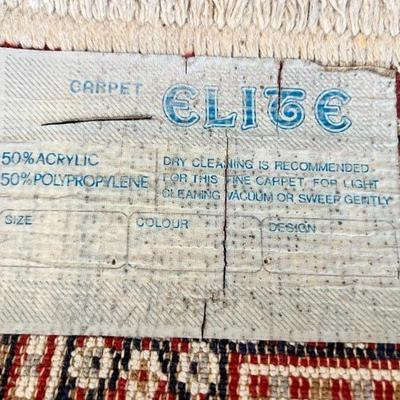 CARPET ELITE
50% ACRYLIC
50% POLYPROPYLENE
DRY CLEANING IS RECOMMENDED
FOR THIS FINE CARPET, FOR LIGHT
CLEANING VACUUM OR SWEEP GENTLY
SIZE
COLOUR
DESIGN